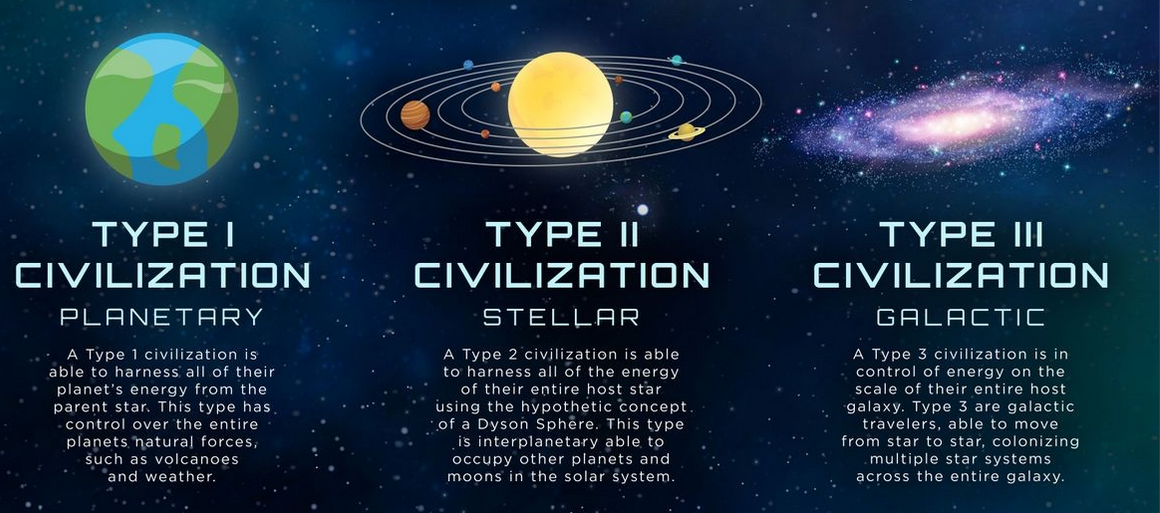 TYPE I
CIVILIZATION
PLANETARY
A Type 1 civilization is
able to harness all of their
planet's energy from the
parent star. This type has
control over the entire
planets natural forces,
such as volcanoes
and weather.
TYPE II
CIVILIZATION
STELLAR
A Type 2 civilization is able
to harness all of the energy
of their entire host star
using the hypothetic concept
of a Dyson Sphere. This type
is interplanetary able to
occupy other planets and
moons in the solar system.
TYPE III
CIVILIZATION
GALACTIC
A Type 3 civilization is in
control of energy on the
scale of their entire host
galaxy. Type 3 are galactic
travelers, able to move
from star to star, colonizing
multiple star systems
across the entire galaxy.